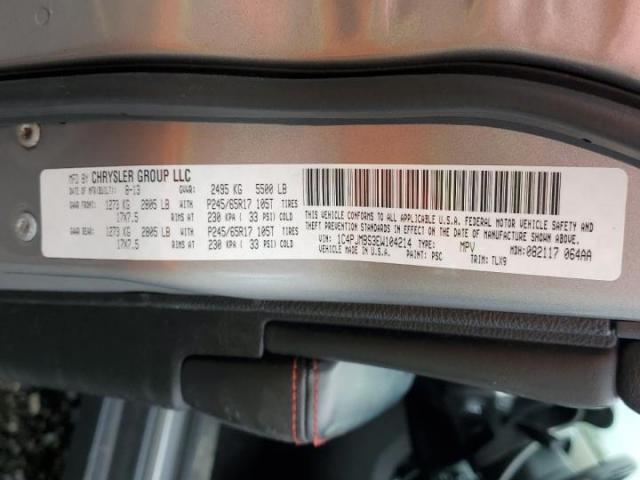 MFD BY CHRYSLER GROUP LLC
DATE OF MFR(BUILT): 8-13 GVWR: 2495 KG 5500 LB
GAWR FRONT: 1273 KG 2805 LB WITH P245/65R17 105T TIRES
17X7.5 RIMS AT 230 KPA ( 33 PSI) COLD
GAWR REAR: 1273 KG 2805 LB WITH P245/65R17 105T TIRES
17X7.5 RIMS AT 230 KPA ( 33 PSI) COLD
THIS VEHICLE CONFORMS TO ALL APPLICABLE U.S.A. FEDERAL MOTOR VEHICLE SAFETY AND
THEFT PREVENTION STANDARDS IN EFFECT ON THE DATE OF MANUFACTURE SHOWN ABOVE.
VIN: 1C4PJMBS3EW104214 TYPE: MPV MDH: 082117 064AA
VEHICLE MADE IN U.S.A. PAINT: PSC TRIM: TLX9